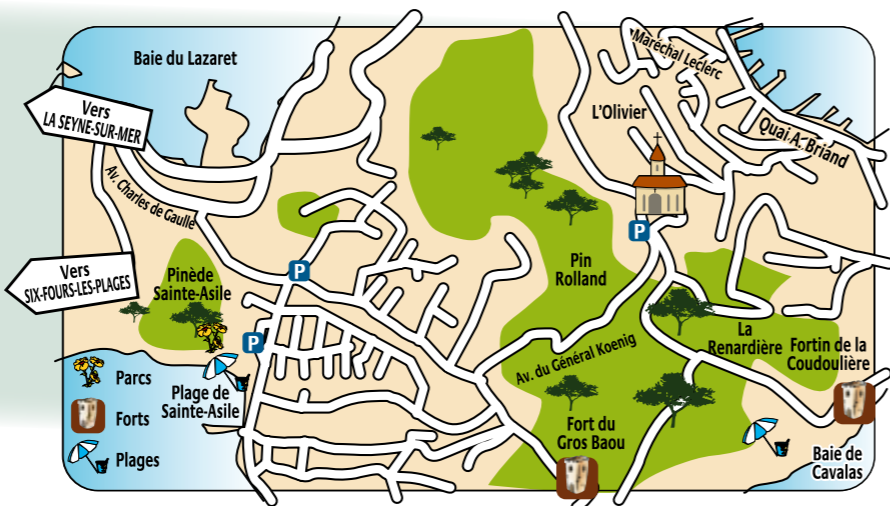 Baie du Lazaret
Vers
LA SEYNE-SUR-MER
Av. Charles de Gaulle
Vers
SIX-FOURS-LES-PLAGES
Pinède
Sainte-Asile
P
P
Plage de
Sainte-Asile
Parcs
Forts
Plages
Maréchal Leclerc
L'Olivier
Quai A. Briand
P
Pin
Rolland
Av. du Général Koenig
La
Renardière
Fortin de la
Coudoulière
Fort du
Gros Baou
Baie de
Cavalas